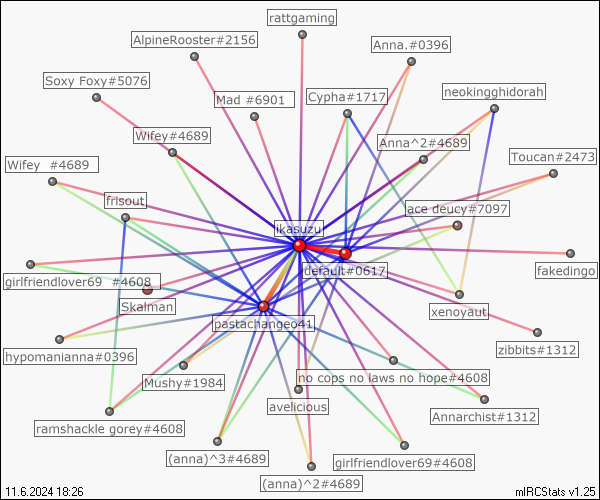 rattgaming
AlpineRooster#2156
Anna.#0396
Soxy Foxy#5076
neokingghidorah
Mad #6901
Cypha#1717
Wifey#4689
Anna^2#4689
Toucan#2473
Wifey #4689
frisout
ace deucy#7097
ikasuzu
default#0617
fakedingo
girlfriendlover69 #4608
Skalman
xenoyaut
pastachangeo41
zibbits#1312
hypomanianna#0396
Mushy#1984
no cops no laws no hope#4608
avelicious
Annarchist#1312
ramshackle gorey#4608
(anna)^3#4689
girlfriendlover69#4608
(anna)^2#4689
11.6.2024 18:26
mIRCStats v1.25